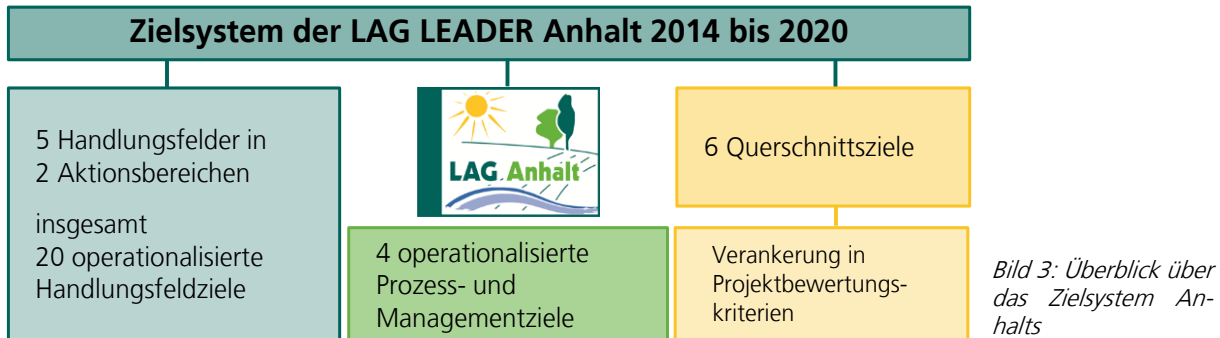 Zielsystem der LAG LEADER Anhalt 2014 bis 2020
5 Handlungsfelder in
2 Aktionsbereichen
insgesamt
20 operationalisierte
Handlungsfeldziele
LAG Anhalt
4 operationalisierte
Prozess- und
Managementziele
6 Querschnittsziele
Verankerung in
Projektbewertungs-
kriterien
Bild 3: Überblick über
das Zielsystem An-
halts